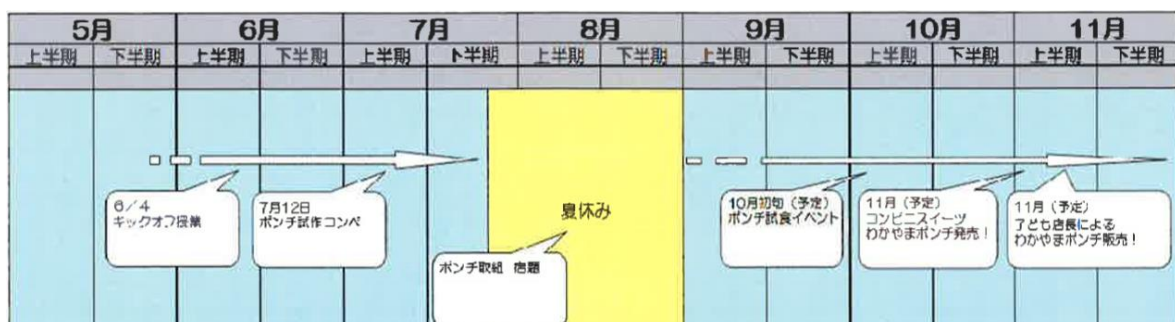 5月 6月 7月 8月 9月 10月 11月
上半期 下半期 上半期 下半期 上半期 下半期 上半期 下半期 上半期 下半期 上半期 下半期 上半期 下半期
6/4
キックオフ授業
7月12日
ポンチ試作コンペ
ポンチ取組 宿題
夏休み
10月初旬（予定）
ポンチ試食イベント
11月（予定）
コンビニスイーツ
わかやまポンチ発売！
11月（予定）
子ども店長による
わかやまポンチ販売！